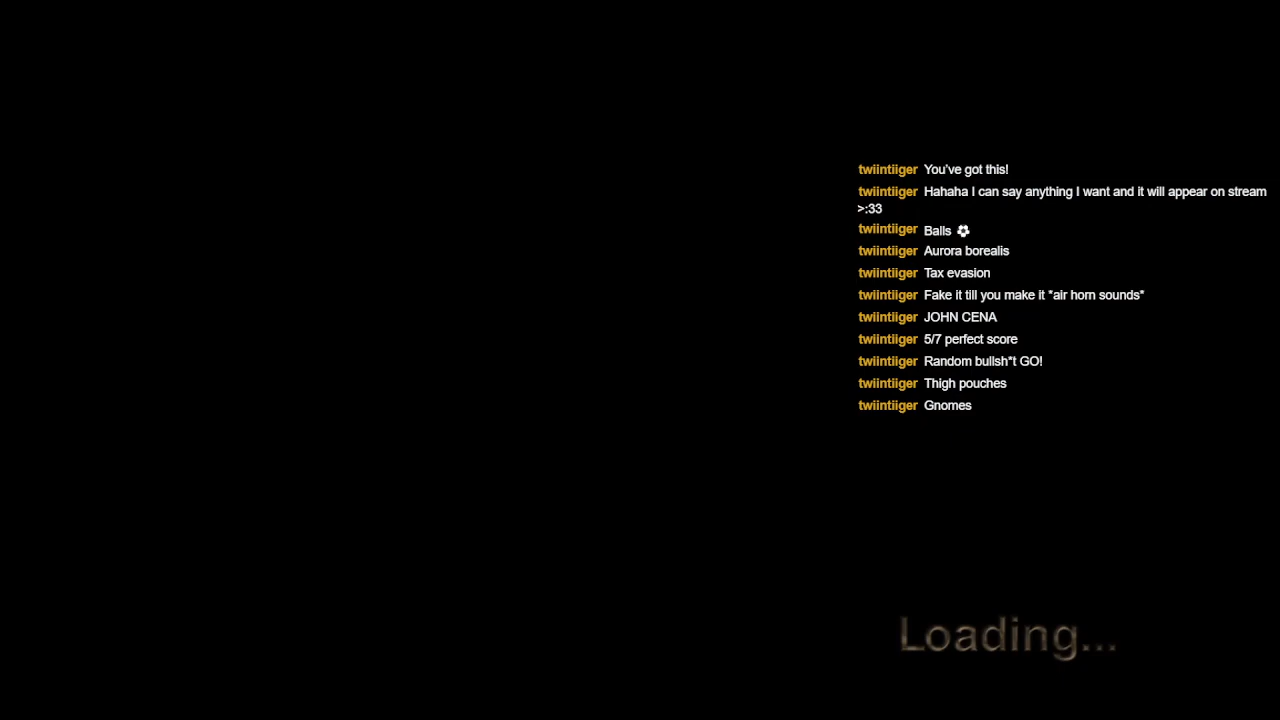 twiintiiger You've got this!
twiintiiger Hahaha I can say anything I want and it will appear on stream
>:33
twiintiiger Balls ⚽
twiintiiger Aurora borealis
twiintiiger Tax evasion
twiintiiger Fake it till you make it *air horn sounds*
twiintiiger JOHN CENA
twiintiiger 5/7 perfect score
twiintiiger Random bullsh*t GO!
twiintiiger Thigh pouches
twiintiiger Gnomes
Loading...